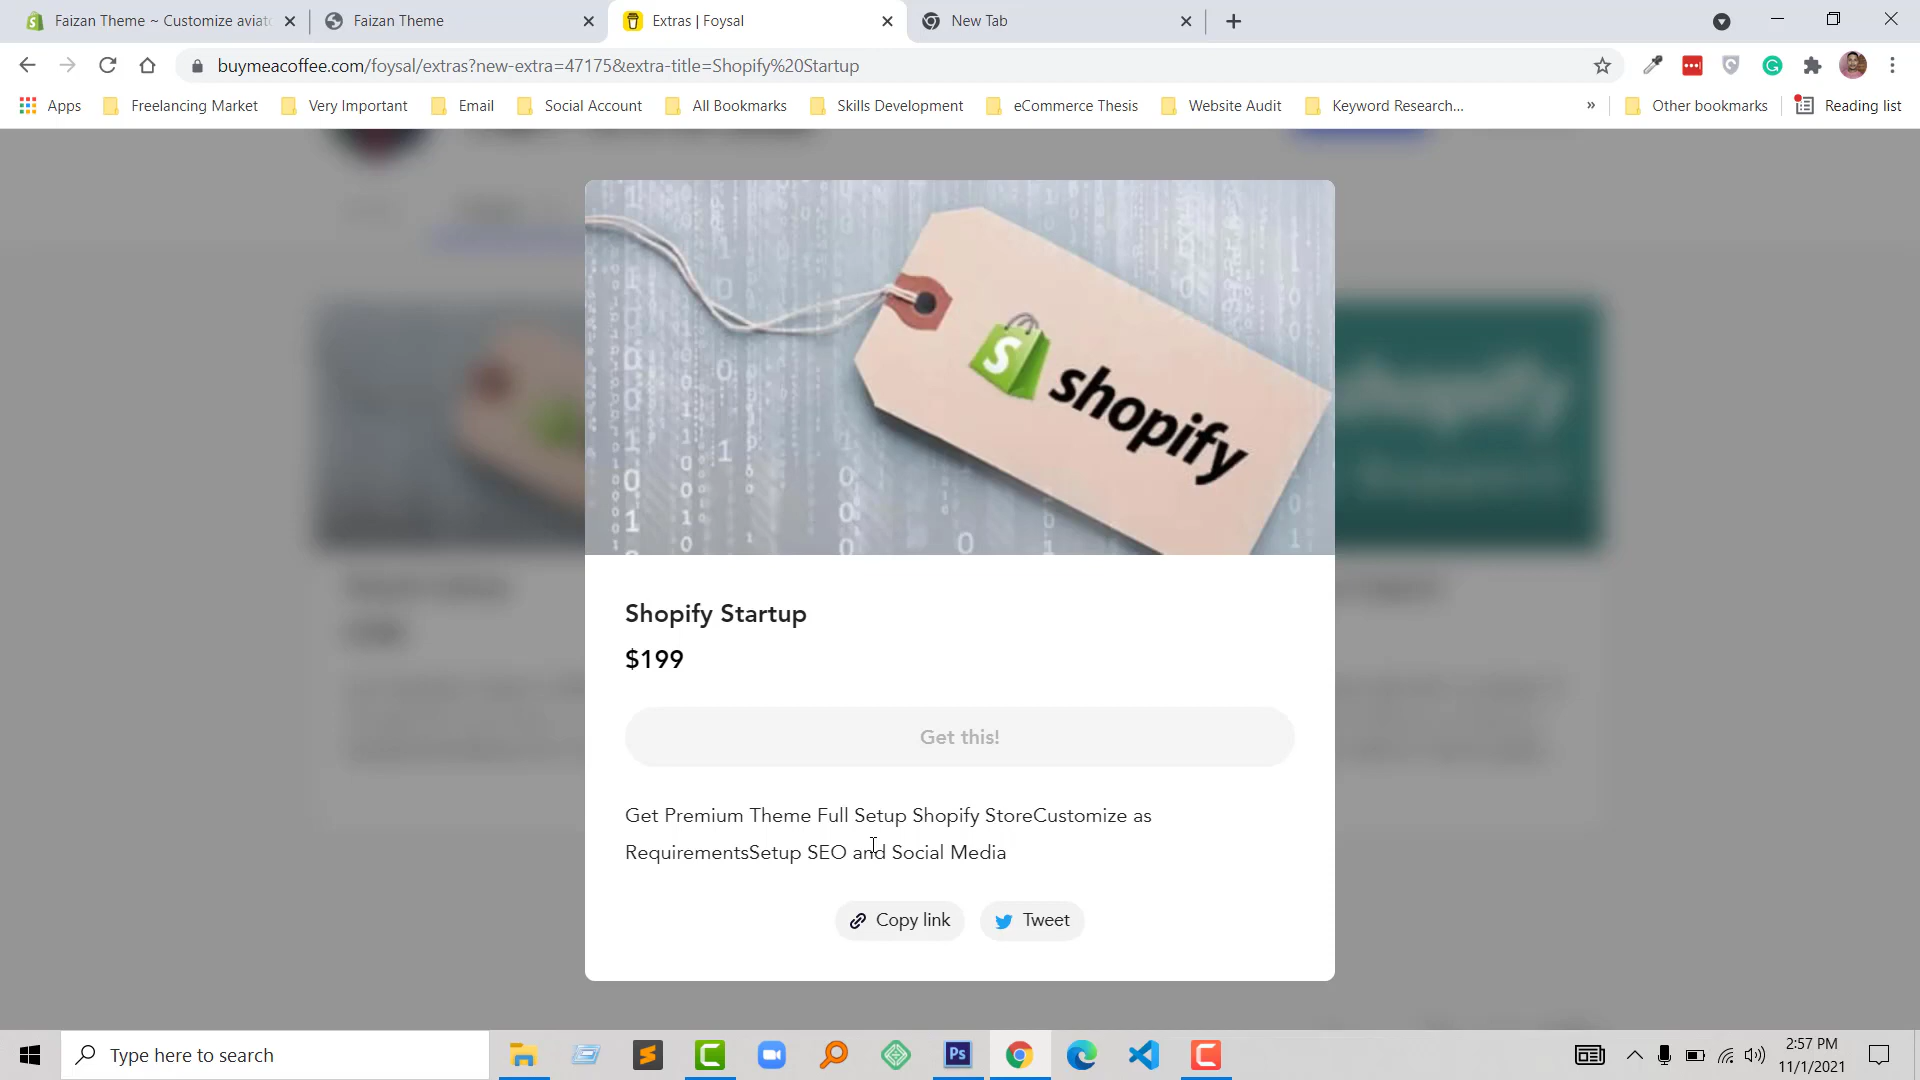 Faizan Theme ~ Customize aviat
Faizan Theme
Extras | Foysal
New Tab
buymeacoffee.com/foysal/extras?new-extra=47175&extra-title=Shopify%20Startup
Apps
Freelancing Market
Very Important
Email
Social Account
All Bookmarks
Skills Development
eCommerce Thesis
Website Audit
Keyword Research...
»
Other bookmarks
Reading list
shopify
Shopify Startup
$199
Get this!
Get Premium Theme Full Setup Shopify StoreCustomize as
RequirementsSetup SEO and Social Media
Copy link
Tweet
Type here to search
Ps
2:57 PM
11/1/2021